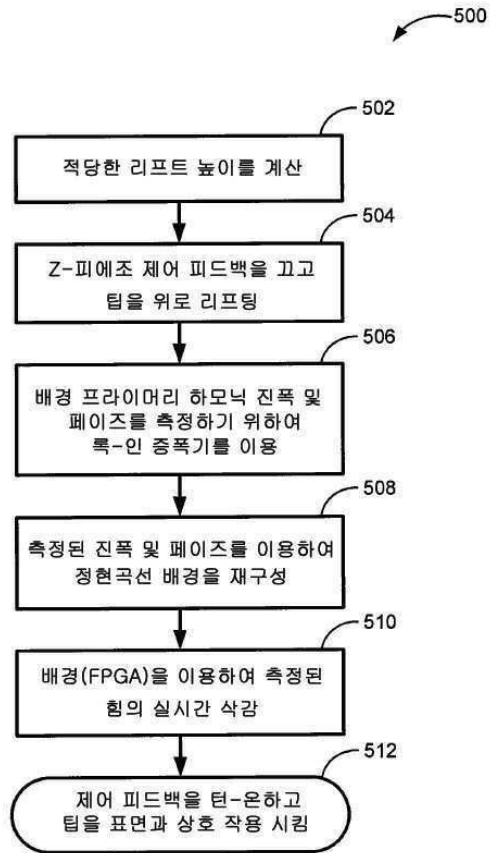 500
502
적당한 리프트 높이를 계산
504
Z-피에조 제어 피드백을 끄고
팁을 위로 리프팅
506
배경 프라이머리 하모닉 진폭 및
페이즈를 측정하기 위하여
록-인 증폭기를 이용
508
측정된 진폭 및 페이즈를 이용하여
정현곡선 배경을 재구성
510
배경(FPGA)을 이용하여 측정된
힘의 실시간 삭감
512
제어 피드백을 턴-온하고
팁을 표면과 상호 작용 시킴